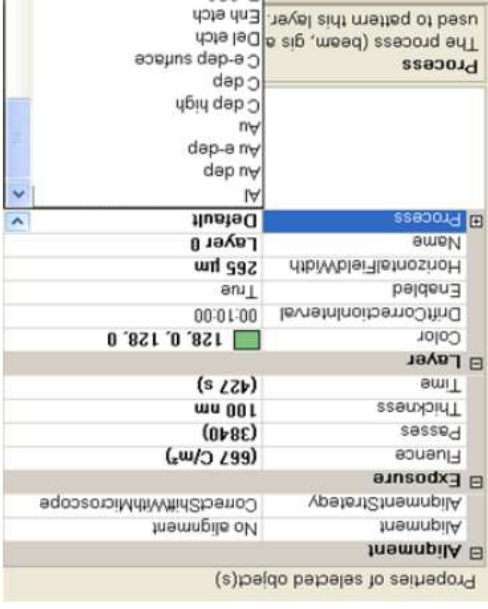 Properties of selected object(s)
Alignment
Alignment No alignment
AlignmentStrategy CorrectShiftWithMicroscope
Exposure
Fluence (667 C/m²)
Passes (3840)
Thickness 100 nm
Time (427 s)
Layer
Color 128, 0, 128, 0
DriftCorrectionInterval 00:10:00
Enabled True
HorizontalFieldWidth 265 µm
Name Layer 0
Process Default
Al
Au dep
Au e-dep
Au
C dep high
C dep
C e-dep surface
Del etch
Enh etch
Process
The process (beam, gis a
used to pattern this layer.